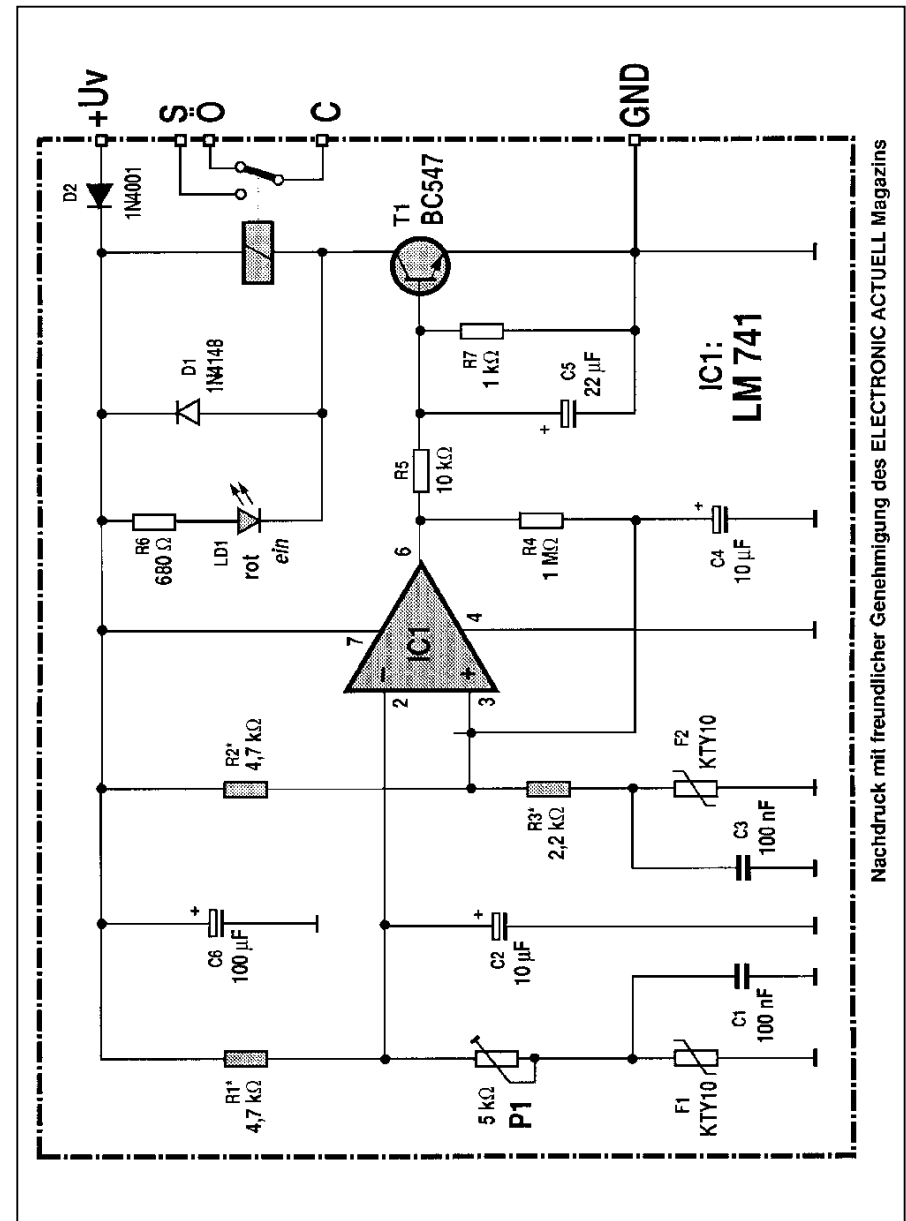 +Uv
S
Ö
C
GND
D2
1N4001
D1
1N4148
R6
680 Ω
LD1
rot
ein
T1
BC547
R7
1 kΩ
C5
22 µF
+
R5
10 kΩ
R4
1 MΩ
C4
10 µF
+
IC1:
LM 741
IC1
7
6
4
2
3
–
+
R2*
4,7 kΩ
R3*
2,2 kΩ
F2
KTY10
C3
100 nF
C6
100 µF
+
C2
10 µF
+
R1*
4,7 kΩ
5 kΩ
P1
F1
KTY10
C1
100 nF
Nachdruck mit freundlicher Genehmigung des ELECTRONIC ACTUELL Magazins